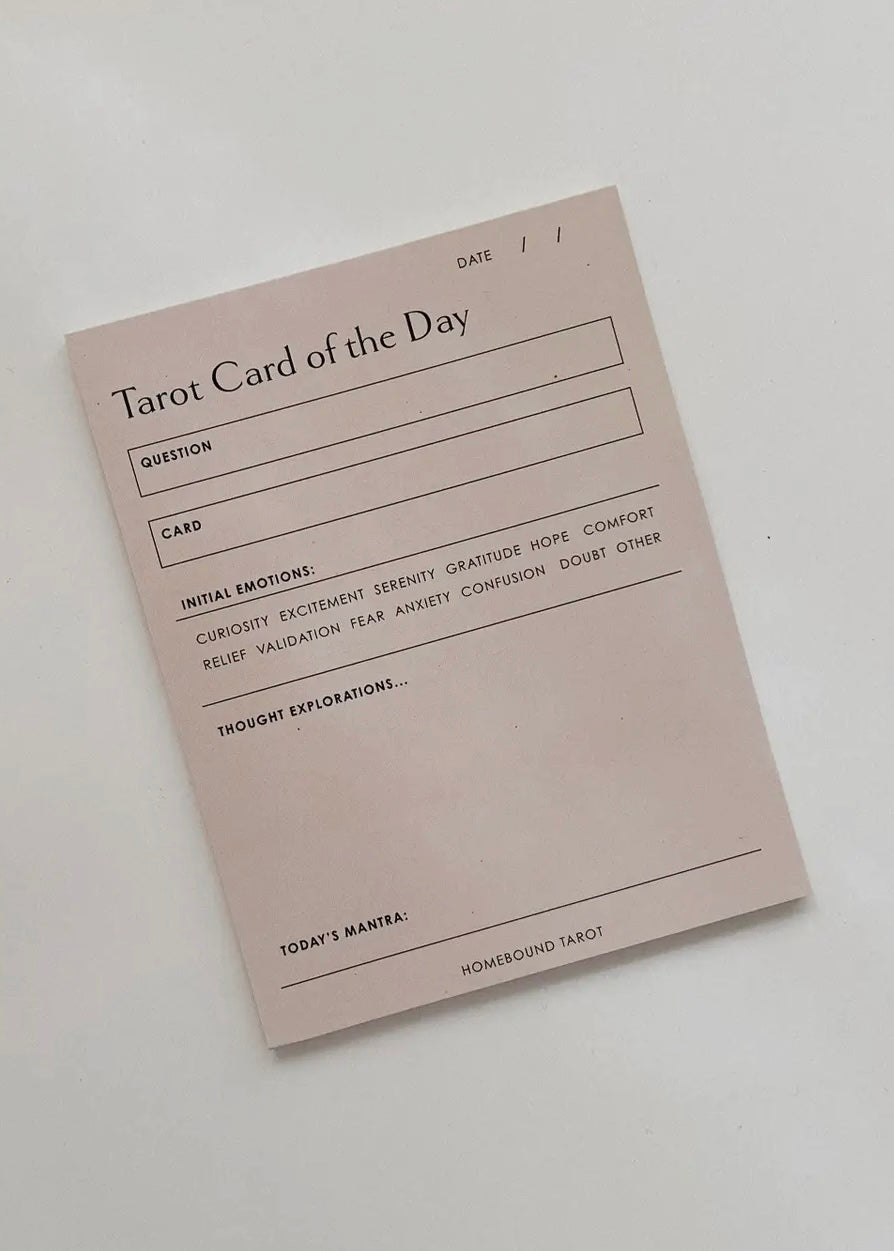 DATE / /
Tarot Card of the Day
QUESTION
CARD
INITIAL EMOTIONS:
CURIOSITY EXCITEMENT SERENITY GRATITUDE HOPE COMFORT
RELIEF VALIDATION FEAR ANXIETY CONFUSION DOUBT OTHER
THOUGHT EXPLORATIONS...
TODAY'S MANTRA:
HOMEBOUND TAROT